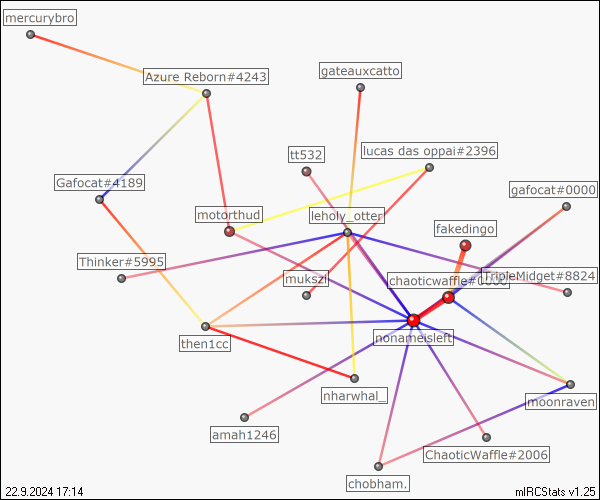 mercurybro
gateauxcatto
Azure Reborn#4243
tt532
lucas das oppai#2396
Gafocat#4189
gafocat#0000
motorthud
leholy_otter
fakedingo
Thinker#5995
mukszi
chaoticwaffle#0000
TripleMidget#8824
then1cc
nonameisleft
nharwhal_
moonraven
amah1246
ChaoticWaffle#2006
chobham.
22.9.2024 17:14
mIRCStats v1.25